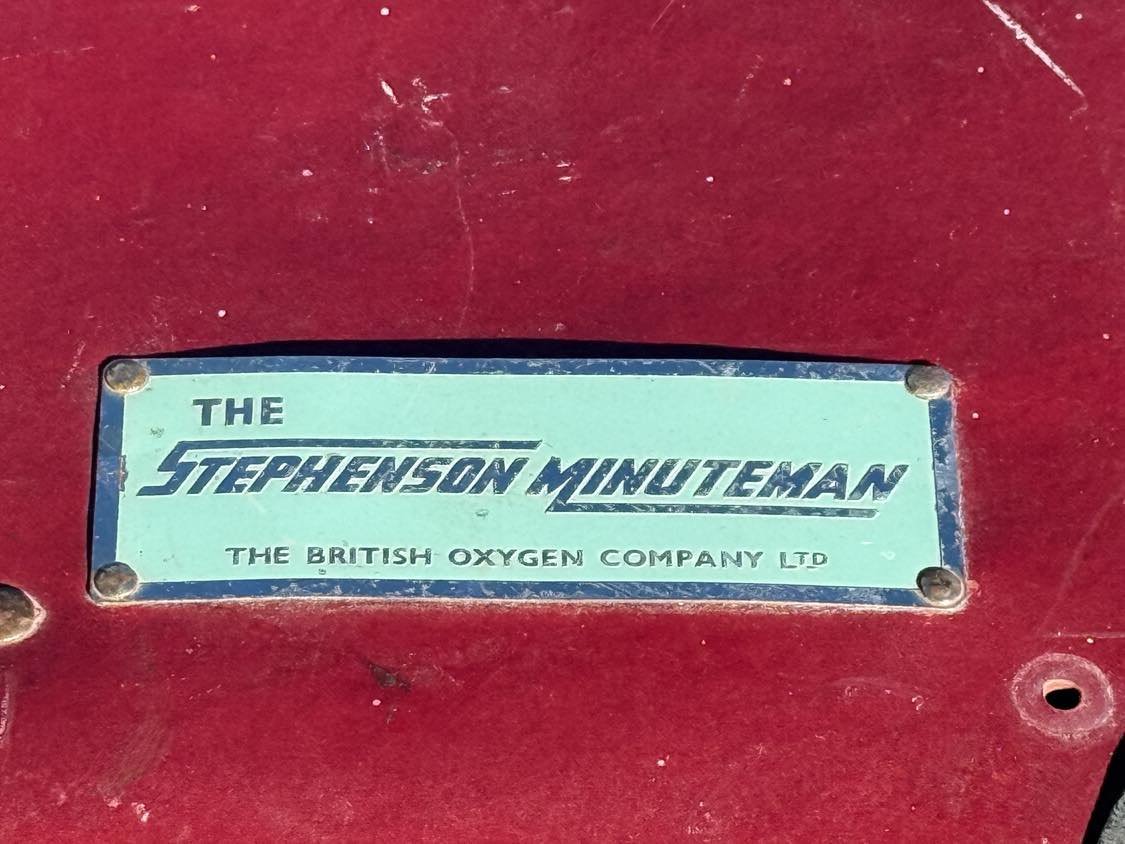 THE
STEPHENSON MINUTEMAN
THE BRITISH OXYGEN COMPANY LTD